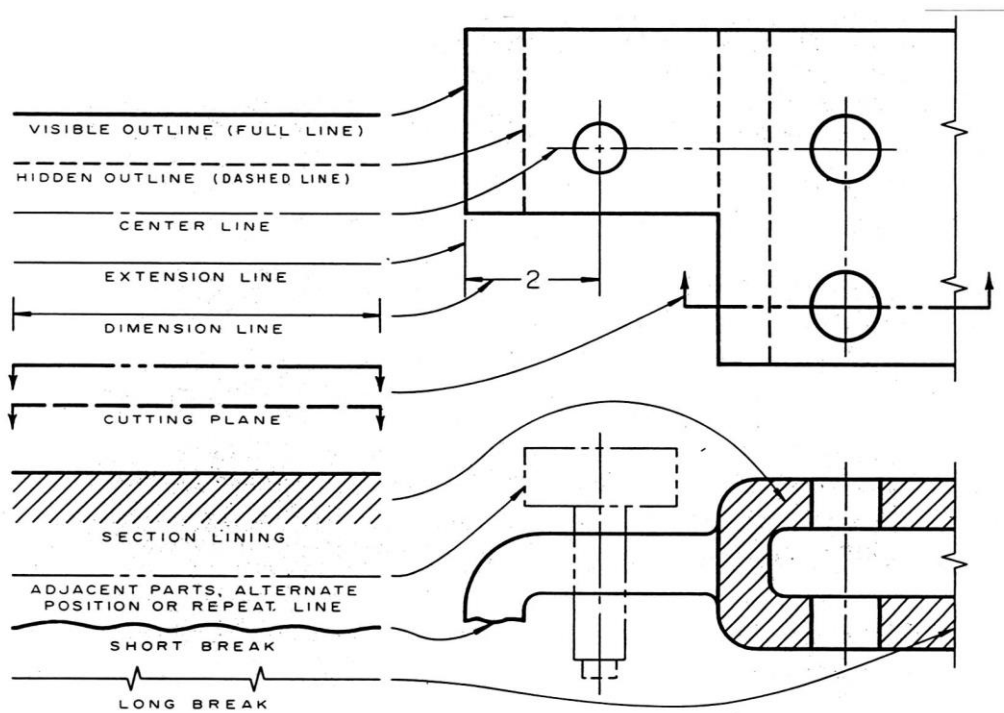 VISIBLE OUTLINE (FULL LINE)
HIDDEN OUTLINE (DASHED LINE)
CENTER LINE
EXTENSION LINE
2
DIMENSION LINE
CUTTING PLANE
SECTION LINING
ADJACENT PARTS, ALTERNATE
POSITION OR REPEAT LINE
SHORT BREAK
LONG BREAK